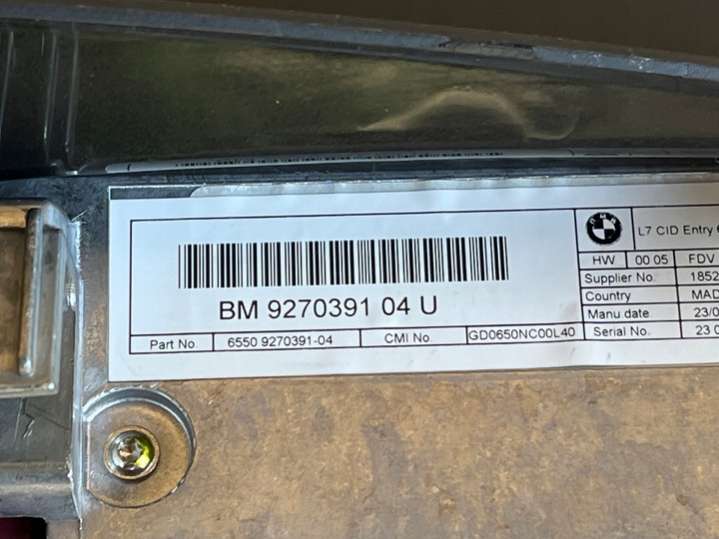 BM 9270391 04 U
Part No 6550 9270391-04 CMI No. GD0650NC00L40
BMW
L7 CID Entry
HW 00 05 FDV
Supplier No. 1852
Country MAD
Manu date 23/0
Serial No. 23 0